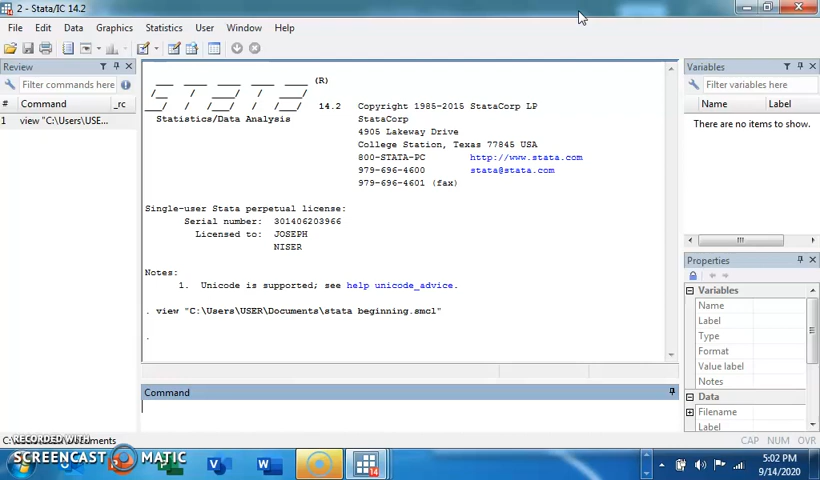 2 - Stata/IC 14.2
File Edit Data Graphics Statistics User Window Help
Review
Filter commands here
# Command _rc
1 view "C:\Users\USE...
(R)
STATA
14.2 Copyright 1985-2015 StataCorp LP
Statistics/Data Analysis StataCorp
4905 Lakeway Drive
College Station, Texas 77845 USA
800-STATA-PC http://www.stata.com
979-696-4600 stata@stata.com
979-696-4601 (fax)
Single-user Stata perpetual license:
Serial number: 301406203966
Licensed to: JOSEPH
NISER
Notes:
1. Unicode is supported; see help unicode_advice.
. view "C:\Users\USER\Documents\stata beginning.smcl"
.
Command
Variables
Filter variables here
Name Label
There are no items to show.
Properties
Variables
Name
Label
Type
Format
Value label
Notes
Data
Filename
Label
CAP NUM OVR
RECORDED WITH
SCREENCAST MATIC
14
5:02 PM
9/14/2020